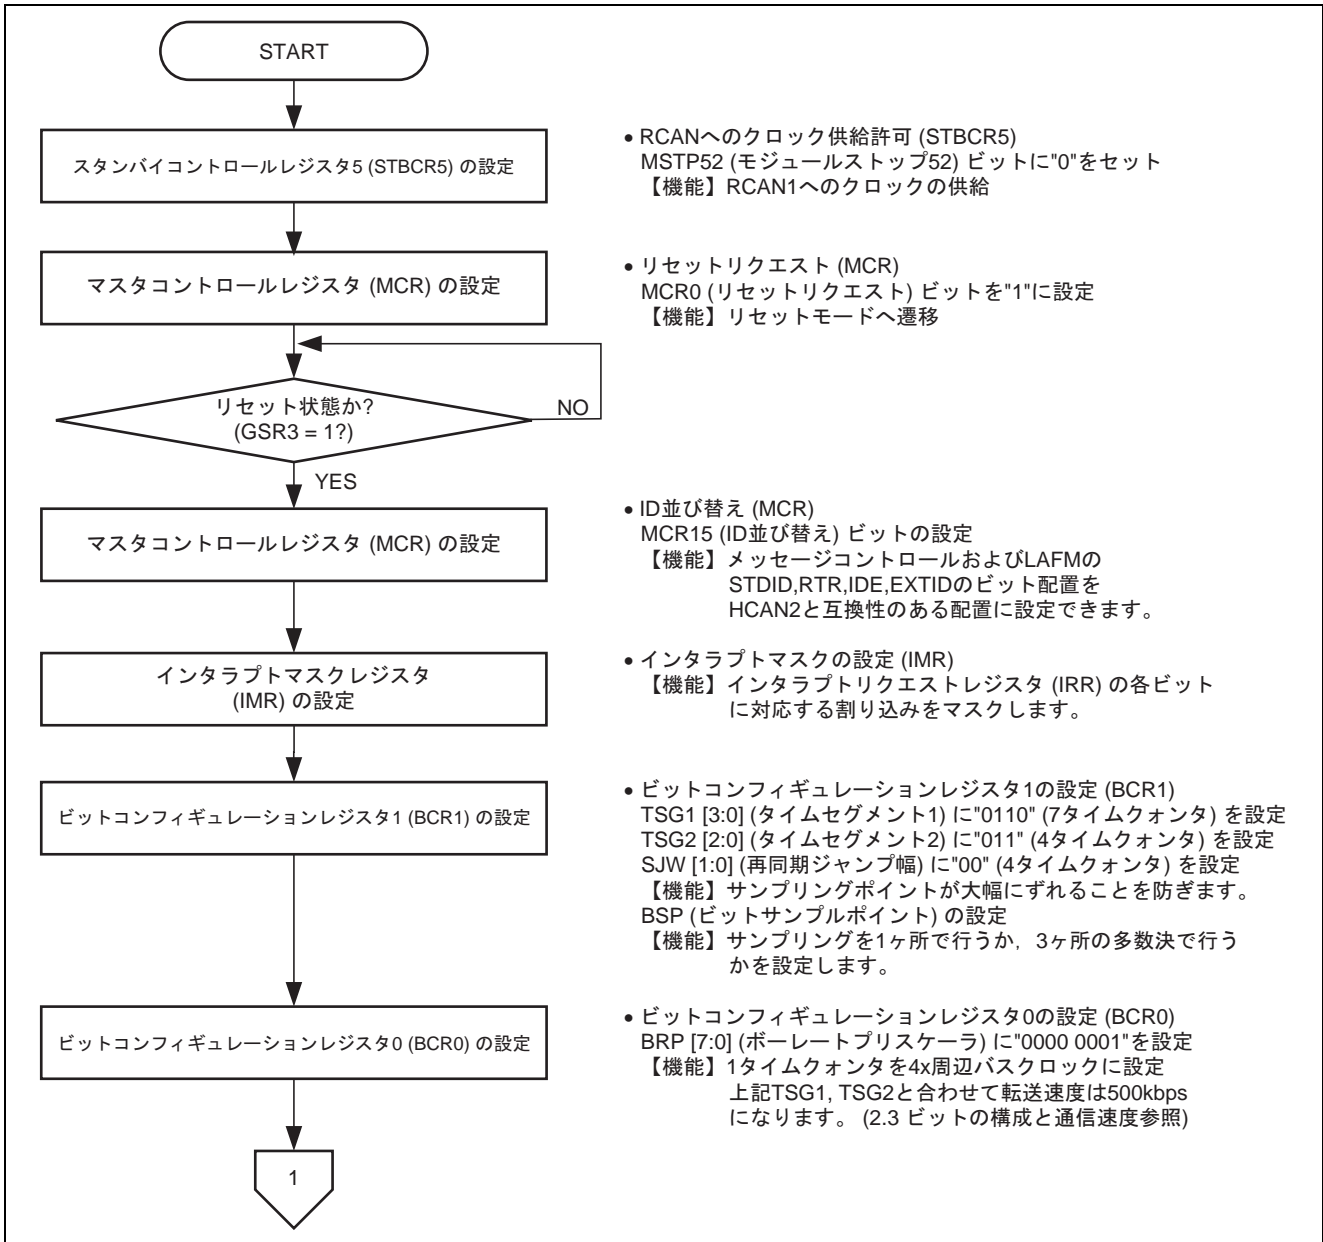 START
スタンバイコントロールレジスタ5 (STBCR5) の設定
• RCANへのクロック供給許可 (STBCR5)
MSTP52 (モジュールストップ52) ビットに"0"をセット
【機能】RCAN1へのクロックの供給
マスタコントロールレジスタ (MCR) の設定
• リセットリクエスト (MCR)
MCR0 (リセットリクエスト) ビットを"1"に設定
【機能】リセットモードへ遷移
リセット状態か?
(GSR3 = 1?)
NO
YES
マスタコントロールレジスタ (MCR) の設定
• ID並び替え (MCR)
MCR15 (ID並び替え) ビットの設定
【機能】メッセージコントロールおよびLAFMの
STDID,RTR,IDE,EXTIDのビット配置を
HCAN2と互換性のある配置に設定できます。
インタラプトマスクレジスタ
(IMR) の設定
• インタラプトマスクの設定 (IMR)
【機能】インタラプトリクエストレジスタ (IRR) の各ビット
に対応する割り込みをマスクします。
ビットコンフィギュレーションレジスタ1 (BCR1) の設定
• ビットコンフィギュレーションレジスタ1の設定 (BCR1)
TSG1 [3:0] (タイムセグメント1) に"0110" (7タイムクォンタ) を設定
TSG2 [2:0] (タイムセグメント2) に"011" (4タイムクォンタ) を設定
SJW [1:0] (再同期ジャンプ幅) に"00" (4タイムクォンタ) を設定
【機能】サンプリングポイントが大幅にずれることを防ぎます。
BSP (ビットサンプルポイント) の設定
【機能】サンプリングを1ヶ所で行うか，3ヶ所の多数決で行う
かを設定します。
ビットコンフィギュレーションレジスタ0 (BCR0) の設定
• ビットコンフィギュレーションレジスタ0の設定 (BCR0)
BRP [7:0] (ボーレートプリスケーラ) に"0000 0001"を設定
【機能】1タイムクォンタを4x周辺バスクロックに設定
上記TSG1, TSG2と合わせて転送速度は500kbps
になります。 (2.3 ビットの構成と通信速度参照)
1